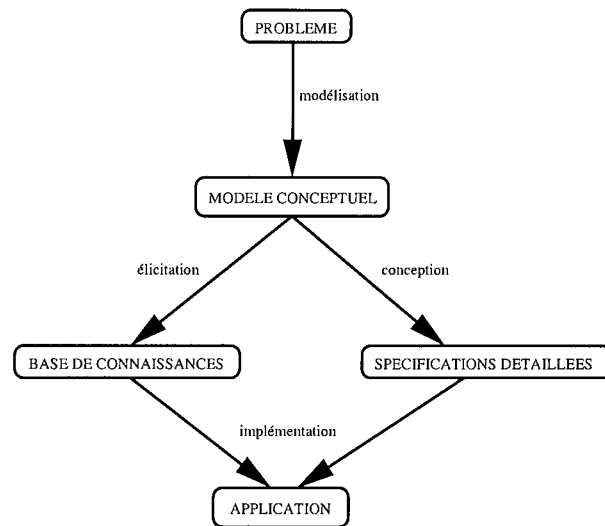 PROBLEME
modélisation
MODELE CONCEPTUEL
élicitation
conception
BASE DE CONNAISSANCES
SPECIFICATIONS DETAILLEES
implémentation
APPLICATION